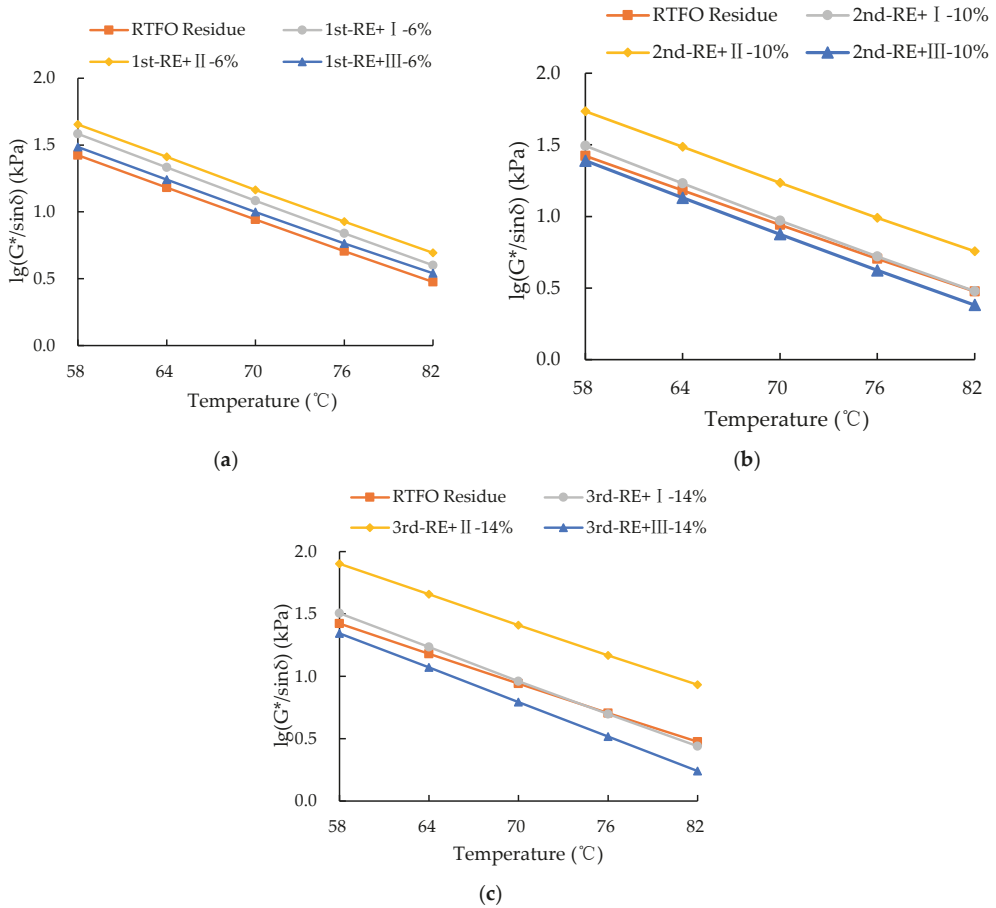 RTFO Residue 1st-RE+Ⅰ-6%
1st-RE+Ⅱ-6% 1st-RE+Ⅲ-6%
lg(G*/sinδ) (kPa)
2.0
1.5
1.0
0.5
0.0
58 64 70 76 82
Temperature (℃)
(a)
RTFO Residue 2nd-RE+Ⅰ-10%
2nd-RE+Ⅱ-10% 2nd-RE+Ⅲ-10%
lg(G*/sinδ) (kPa)
2.0
1.5
1.0
0.5
0.0
58 64 70 76 82
Temperature (℃)
(b)
RTFO Residue 3rd-RE+Ⅰ-14%
3rd-RE+Ⅱ-14% 3rd-RE+Ⅲ-14%
lg(G*/sinδ) (kPa)
2.0
1.5
1.0
0.5
0.0
58 64 70 76 82
Temperature (℃)
(c)